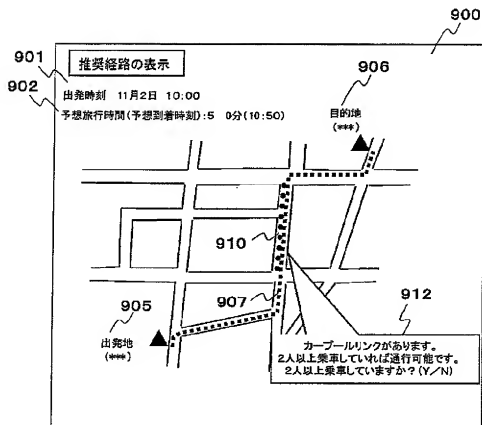 900
901
推奨経路の表示
902
出発時刻 11月2日 10:00
予想旅行時間(予想到着時刻):5 0分(10:50)
906
目的地
(***)
910
907
905
出発地
(***)
912
カープールリンクがあります。
2人以上乗車していれば通行可能です。
2人以上乗車していますか?(Y/N)